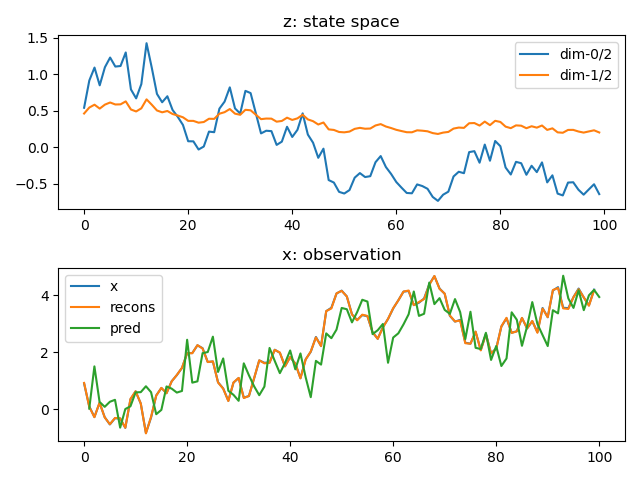 z: state space
1.5
1.0
0.5
0.0
−0.5
dim-0/2
dim-1/2
0 20 40 60 80 100
x: observation
4
2
0
x
recons
pred
0 20 40 60 80 100